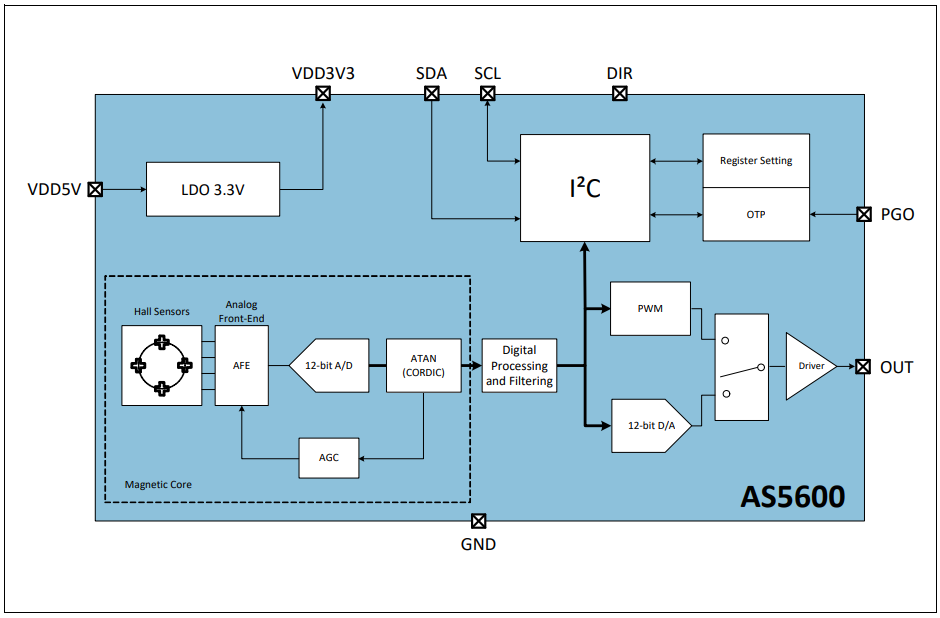 VDD3V3
SDA
SCL
DIR
VDD5V
LDO 3.3V
I²C
Register Setting
OTP
PGO
Hall Sensors
Analog
Front-End
AFE
12-bit A/D
ATAN
(CORDIC)
Digital
Processing
and Filtering
PWM
12-bit D/A
Driver
OUT
AGC
Magnetic Core
AS5600
GND